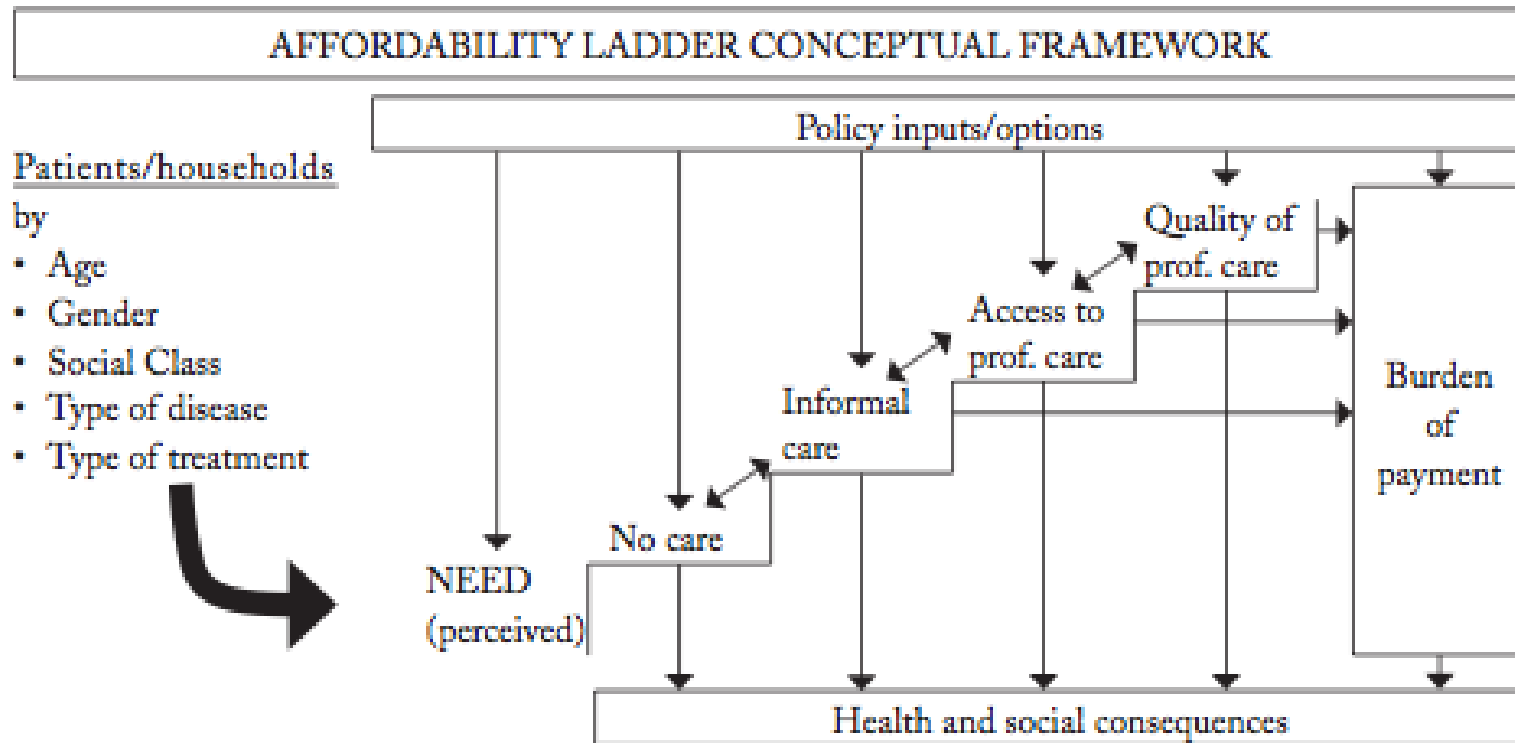 AFFORDABILITY LADDER CONCEPTUAL FRAMEWORK
Policy inputs/options
Patients/households
by
• Age
• Gender
• Social Class
• Type of disease
• Type of treatment
Quality of
prof. care
Access to
prof. care
Informal
care
No care
NEED
(perceived)
Burden
of
payment
Health and social consequences